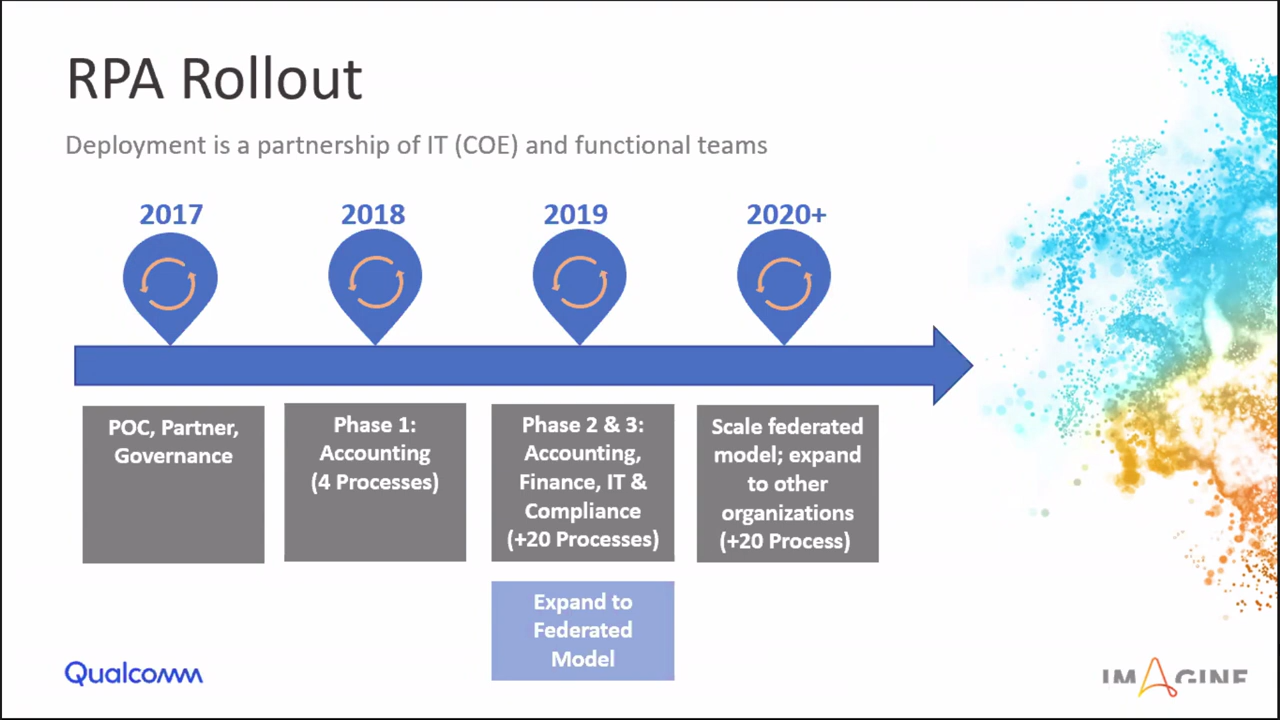 RPA Rollout
Deployment is a partnership of IT (COE) and functional teams
2017
2018
2019
2020+
POC, Partner,
Governance
Phase 1:
Accounting
(4 Processes)
Phase 2 & 3:
Accounting,
Finance, IT &
Compliance
(+20 Processes)
Scale federated
model; expand
to other
organizations
(+20 Process)
Expand to
Federated
Model
Qualcomm
IMAGINE